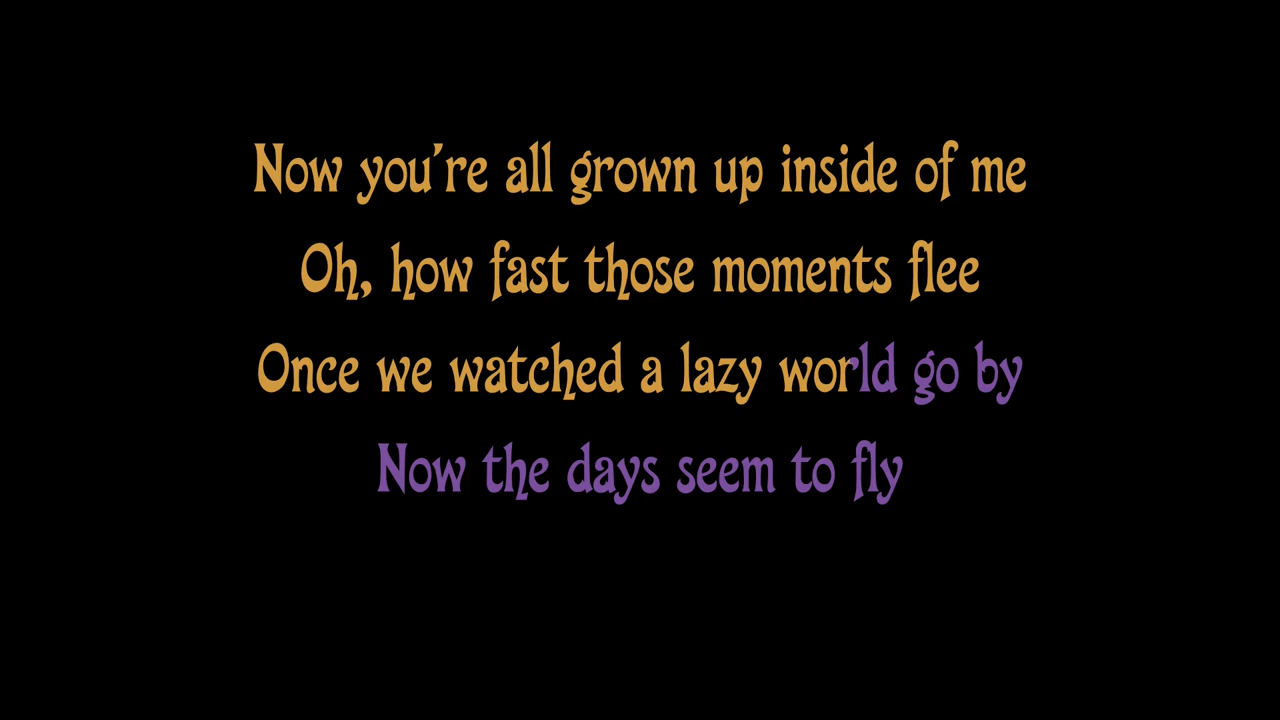 Now you're all grown up inside of me
Oh, how fast those moments flee
Once we watched a lazy world go by
Now the days seem to fly